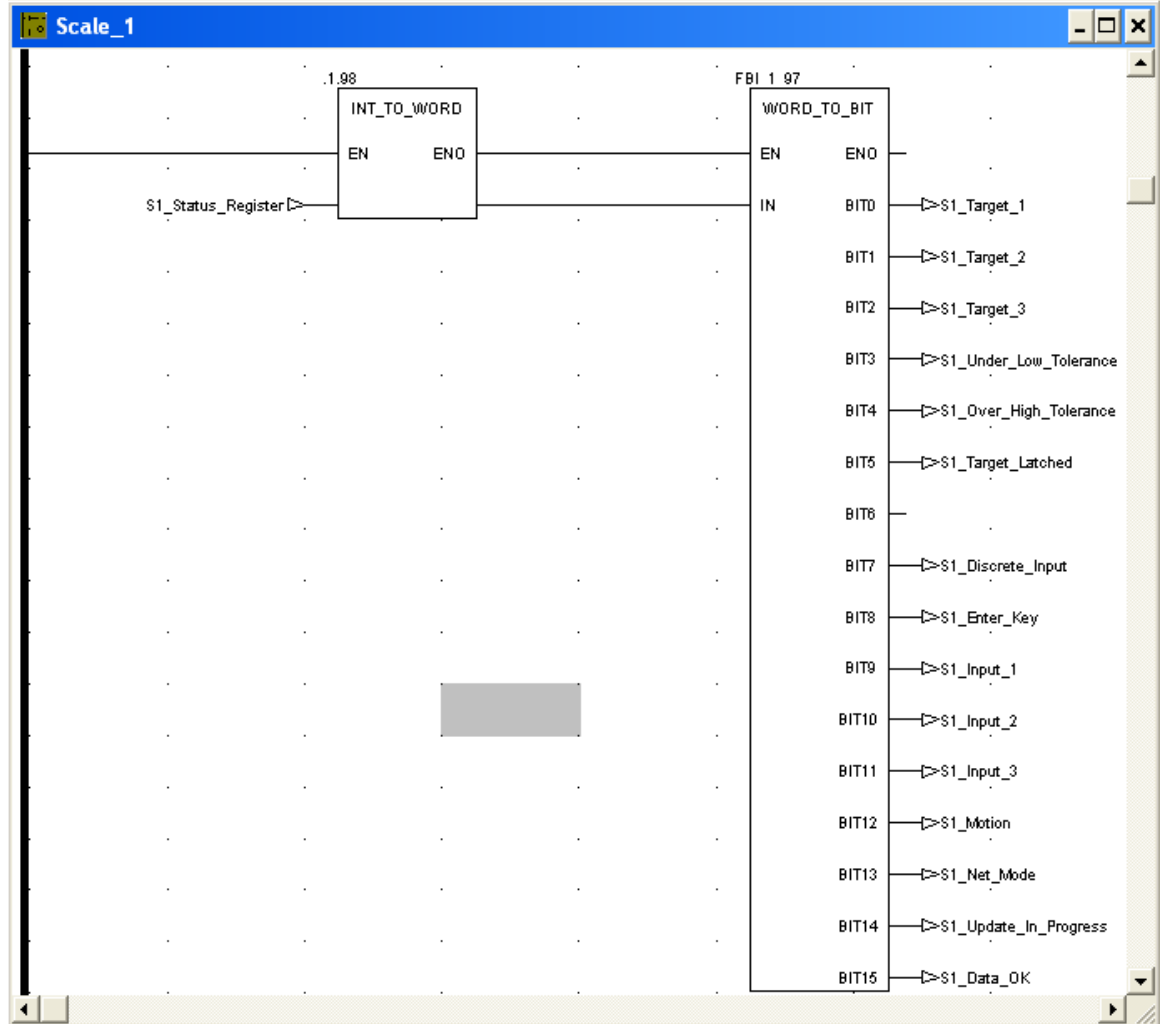 Scale_1
.1.98 FBI_1_97
INT_TO_WORD WORD_TO_BIT
EN ENO EN ENO
S1_Status_Register IN BIT0 S1_Target_1
BIT1 S1_Target_2
BIT2 S1_Target_3
BIT3 S1_Under_Low_Tolerance
BIT4 S1_Over_High_Tolerance
BIT5 S1_Target_Latched
BIT6
BIT7 S1_Discrete_Input
BIT8 S1_Enter_Key
BIT9 S1_Input_1
BIT10 S1_Input_2
BIT11 S1_Input_3
BIT12 S1_Motion
BIT13 S1_Net_Mode
BIT14 S1_Update_In_Progress
BIT15 S1_Data_OK